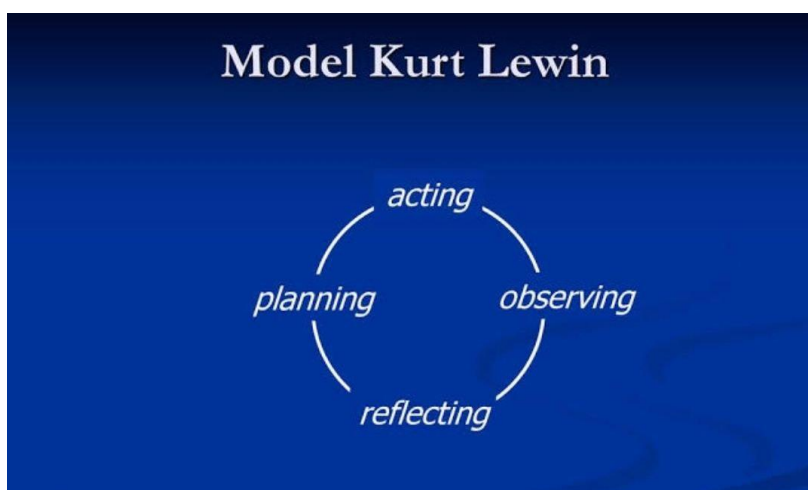 Model Kurt Lewin
acting
planning
observing
reflecting